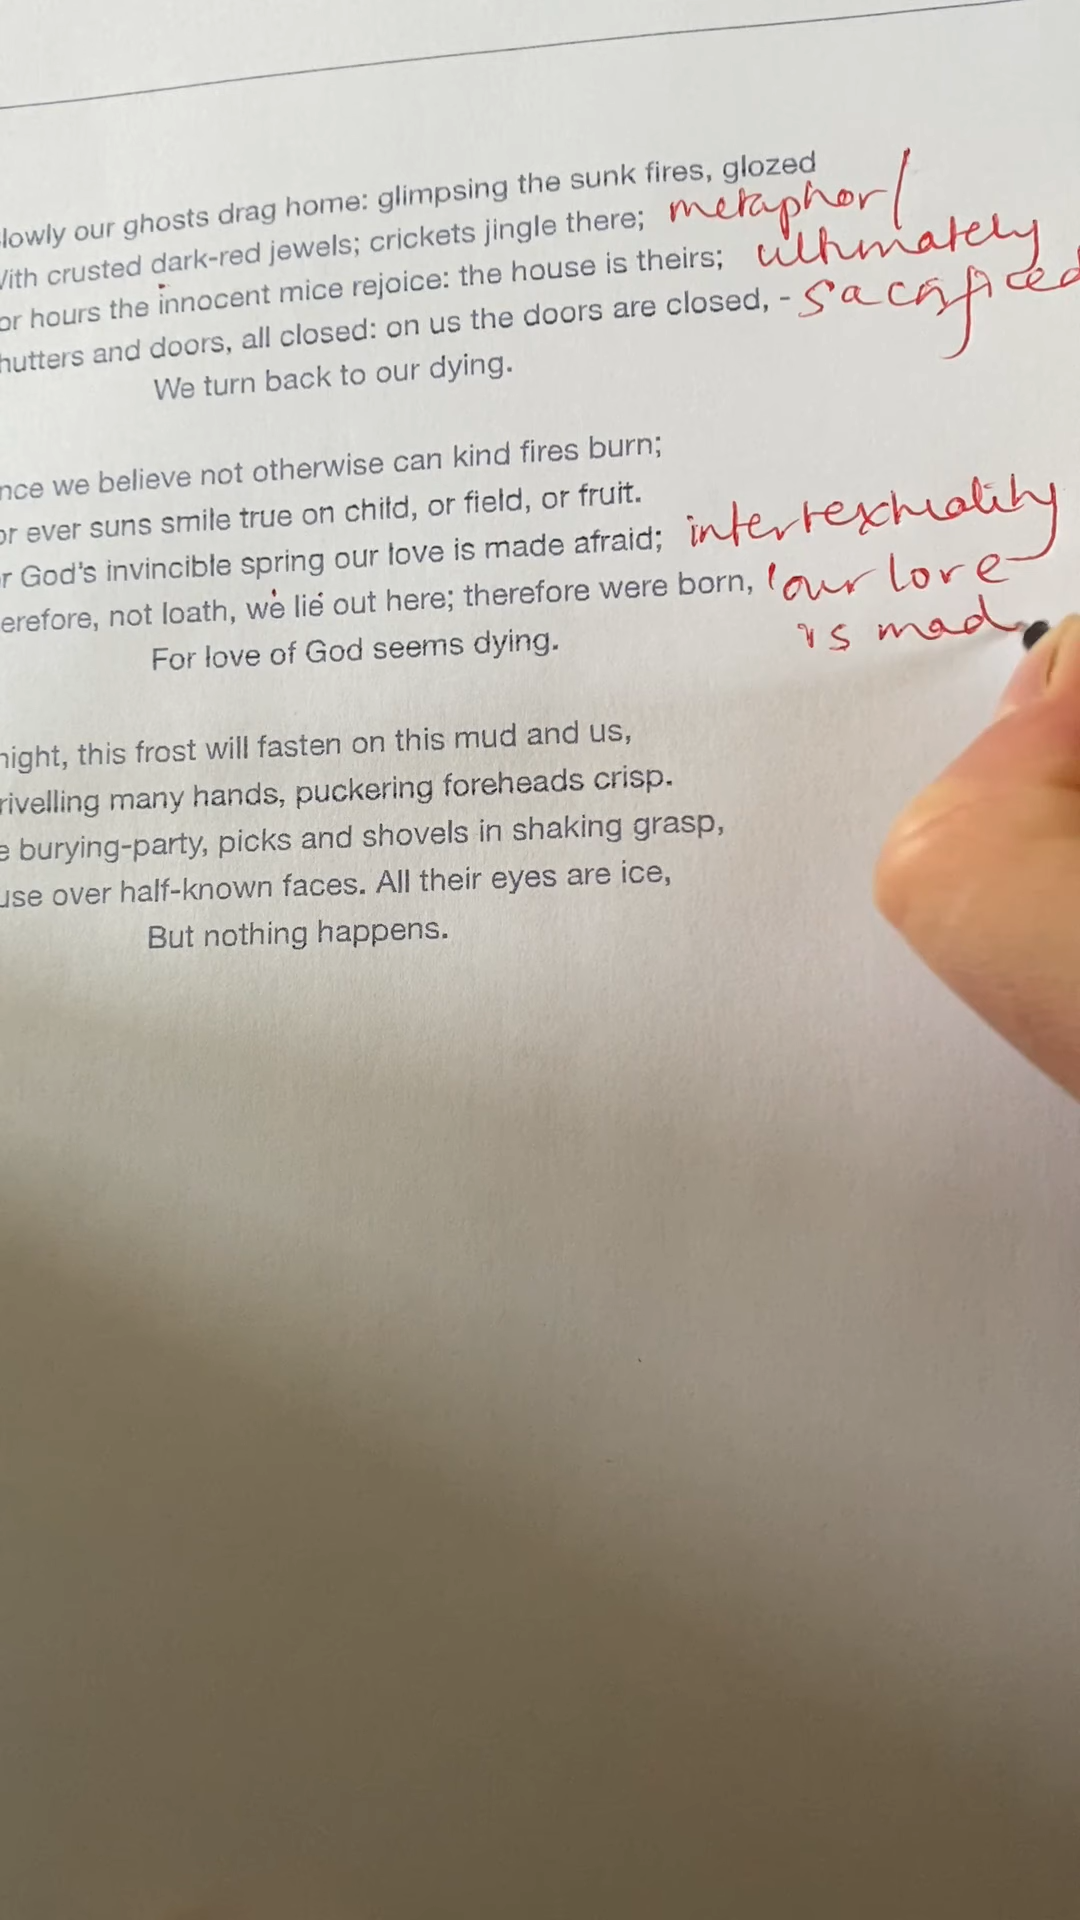 lowly our ghosts drag home: glimpsing the sunk fires, glozed
ith crusted dark-red jewels; crickets jingle there; metaphor/
or hours the innocent mice rejoice: the house is theirs; ultimately
hutters and doors, all closed: on us the doors are closed, - sacrificed
We turn back to our dying.
nce we believe not otherwise can kind fires burn;
or ever suns smile true on child, or field, or fruit.
r God's invincible spring our love is made afraid; intertextuality
erefore, not loath, we lie out here; therefore were born, 'our love
is mad
For love of God seems dying.
night, this frost will fasten on this mud and us,
rivelling many hands, puckering foreheads crisp.
e burying-party, picks and shovels in shaking grasp,
use over half-known faces. All their eyes are ice,
But nothing happens.